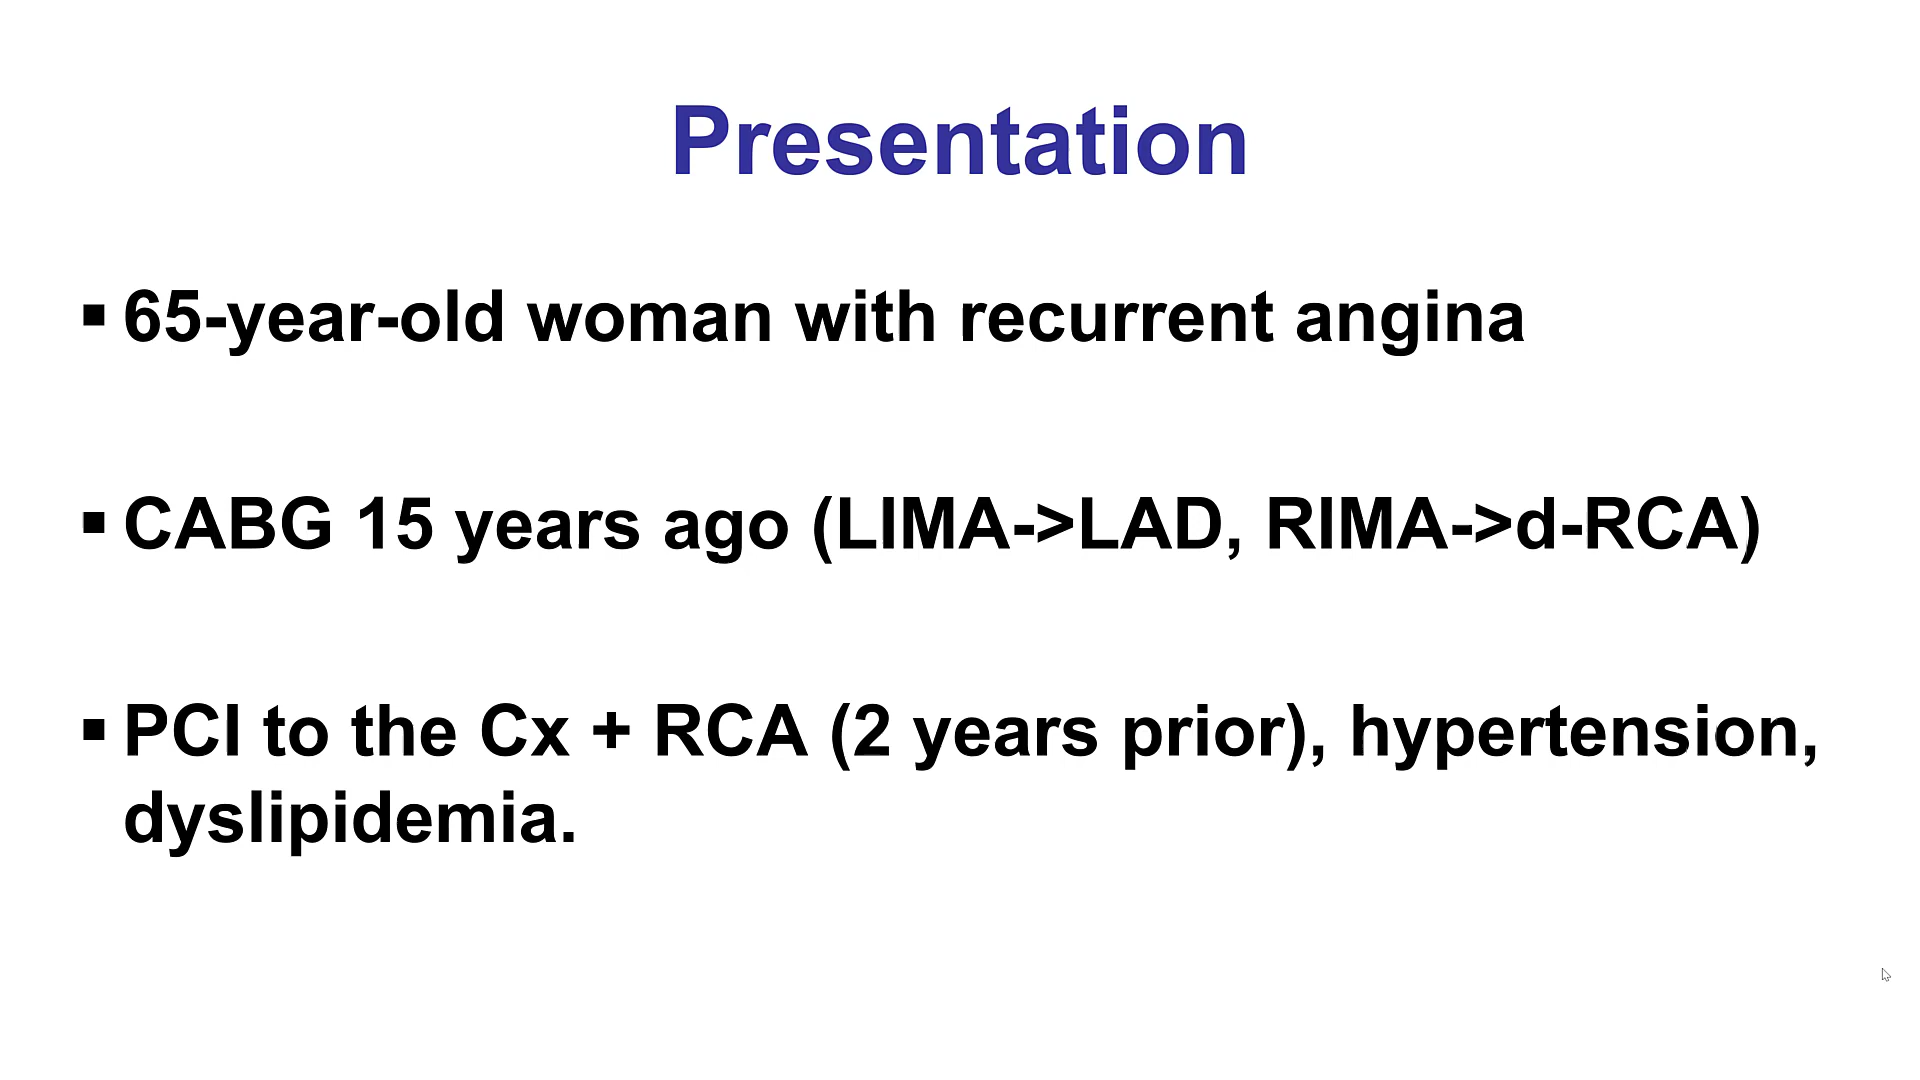 Presentation
▪ 65-year-old woman with recurrent angina
▪ CABG 15 years ago (LIMA->LAD, RIMA->d-RCA)
▪ PCI to the Cx + RCA (2 years prior), hypertension,
dyslipidemia.